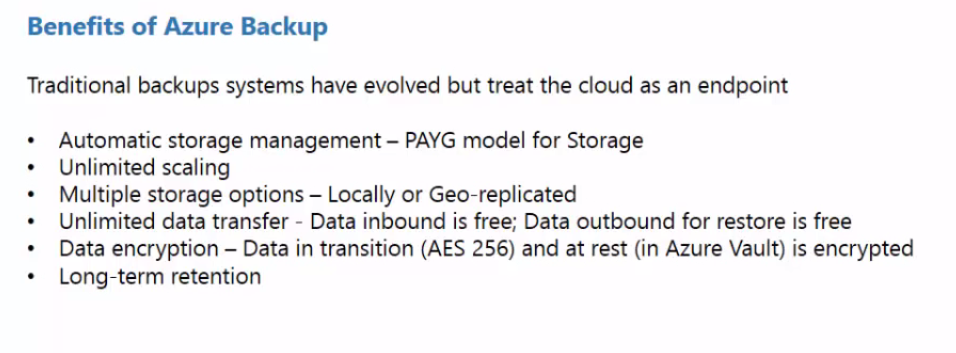 Benefits of Azure Backup
Traditional backups systems have evolved but treat the cloud as an endpoint
• Automatic storage management – PAYG model for Storage
• Unlimited scaling
• Multiple storage options – Locally or Geo-replicated
• Unlimited data transfer - Data inbound is free; Data outbound for restore is free
• Data encryption – Data in transition (AES 256) and at rest (in Azure Vault) is encrypted
• Long-term retention